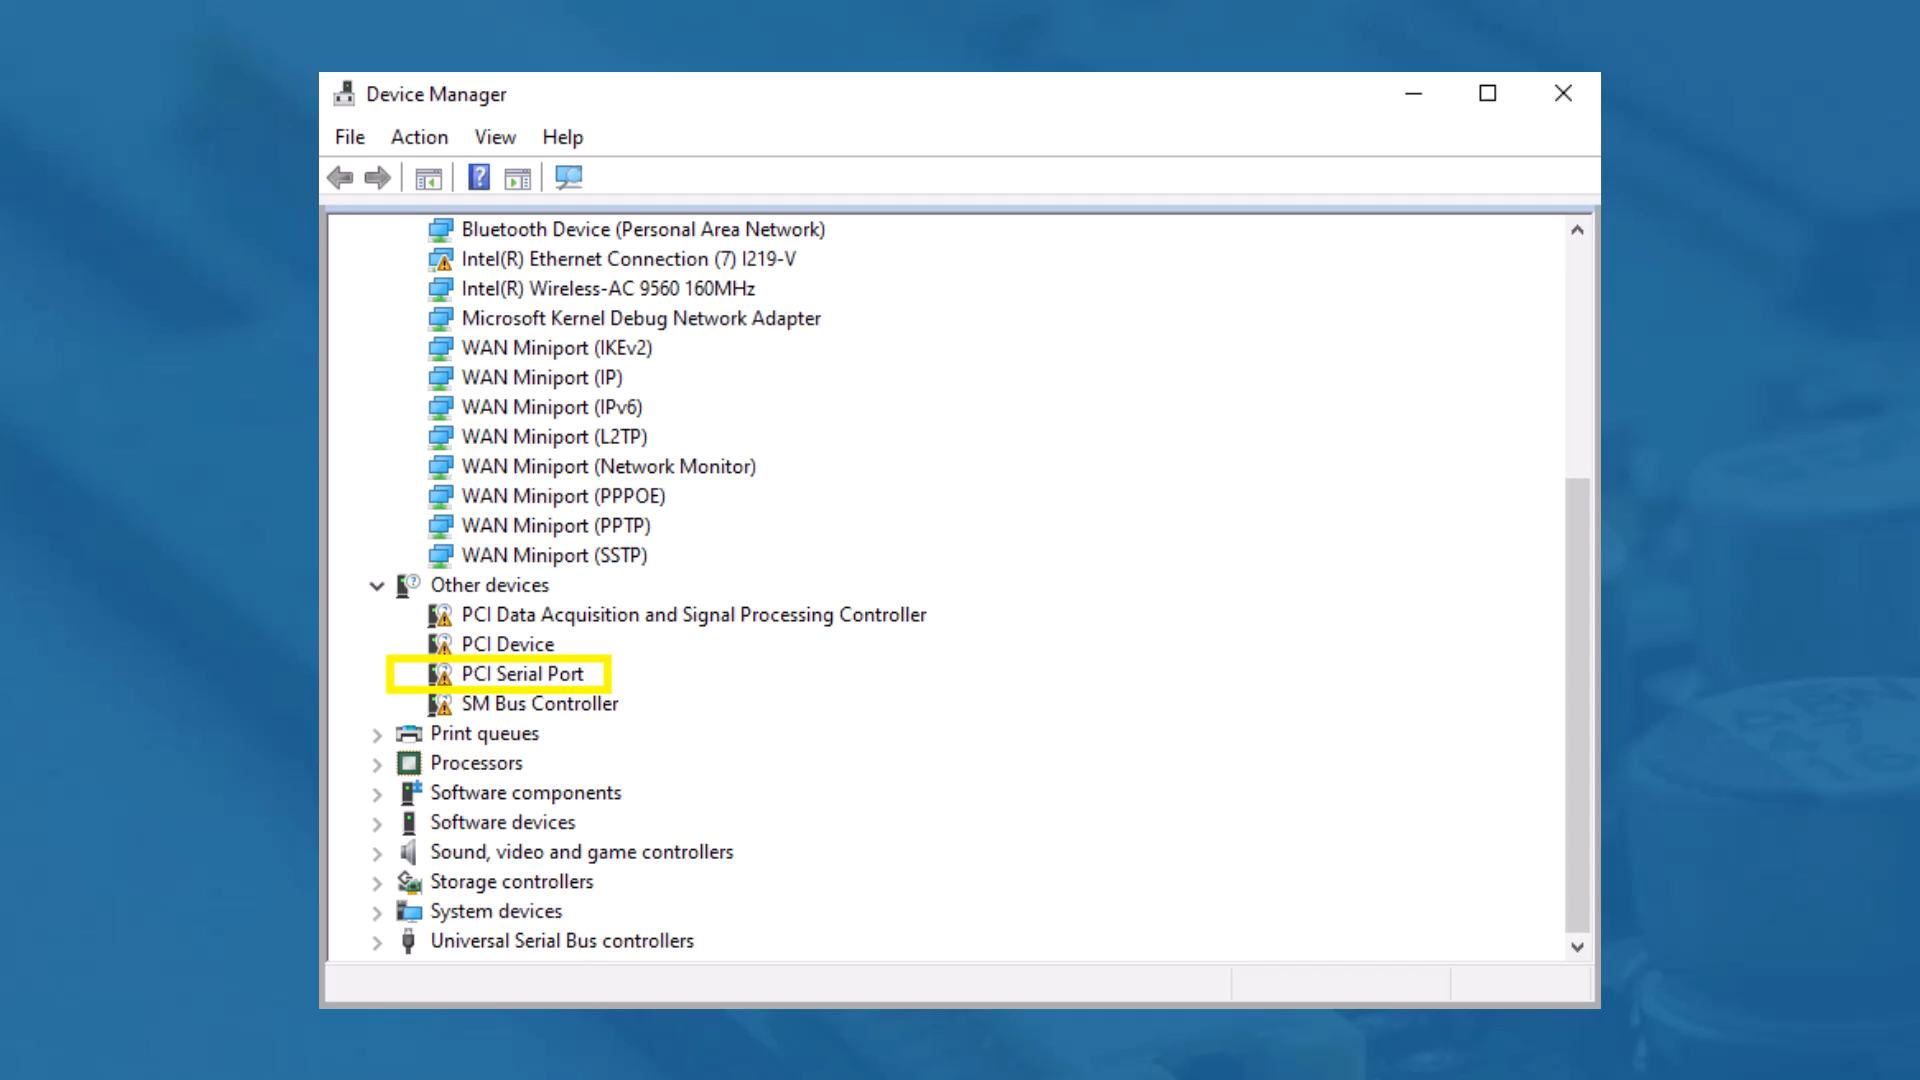 Device Manager
File Action View Help
Bluetooth Device (Personal Area Network)
Intel(R) Ethernet Connection (7) I219-V
Intel(R) Wireless-AC 9560 160MHz
Microsoft Kernel Debug Network Adapter
WAN Miniport (IKEv2)
WAN Miniport (IP)
WAN Miniport (IPv6)
WAN Miniport (L2TP)
WAN Miniport (Network Monitor)
WAN Miniport (PPPOE)
WAN Miniport (PPTP)
WAN Miniport (SSTP)
Other devices
PCI Data Acquisition and Signal Processing Controller
PCI Device
PCI Serial Port
SM Bus Controller
Print queues
Processors
Software components
Software devices
Sound, video and game controllers
Storage controllers
System devices
Universal Serial Bus controllers